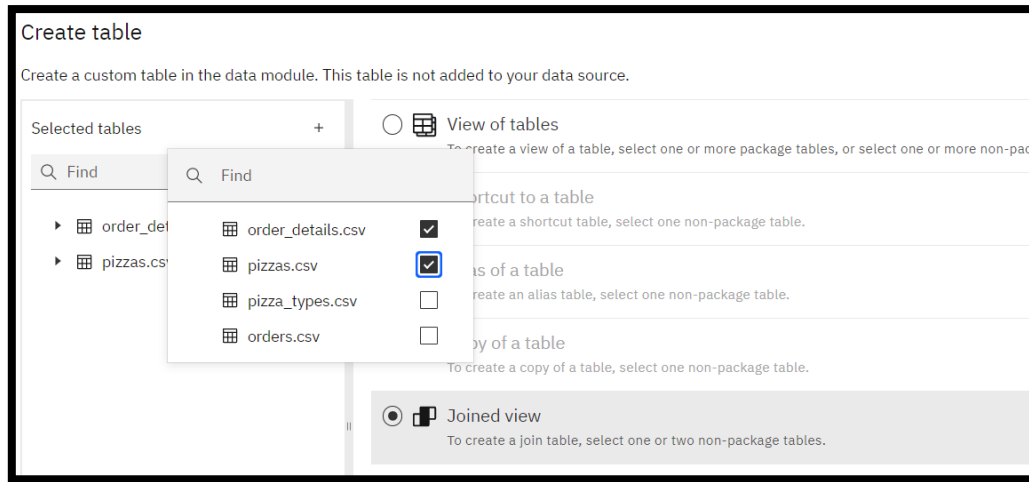 Create table
Create a custom table in the data module. This table is not added to your data source.
Selected tables
+
Find
order_det
pizzas.cs
Find
order_details.csv
pizzas.csv
pizza_types.csv
orders.csv
View of tables
To create a view of a table, select one or more package tables, or select one or more non-pac
rtcut to a table
reate a shortcut table, select one non-package table.
s of a table
reate an alias table, select one non-package table.
y of a table
To create a copy of a table, select one non-package table.
Joined view
To create a join table, select one or two non-package tables.